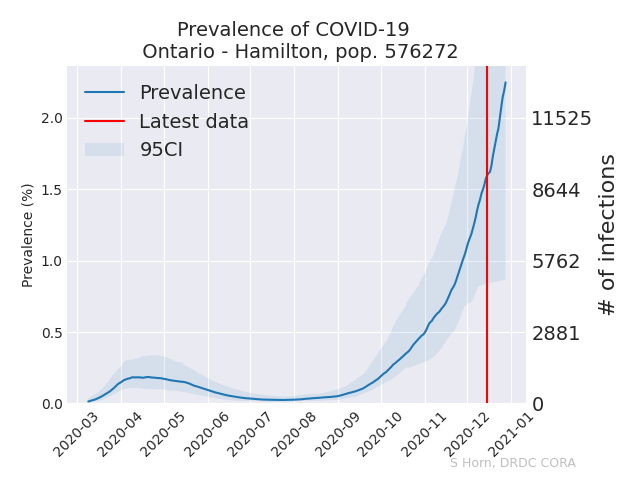 Prevalence of COVID-19
Ontario - Hamilton, pop. 576272
Prevalence
Latest data
95CI
Prevalence (%)
2.0
1.5
1.0
0.5
0.0
11525
8644
5762
2881
0
# of infections
2020-03
2020-04
2020-05
2020-06
2020-07
2020-08
2020-09
2020-10
2020-11
2020-12
2021-01
S Horn, DRDC CORA